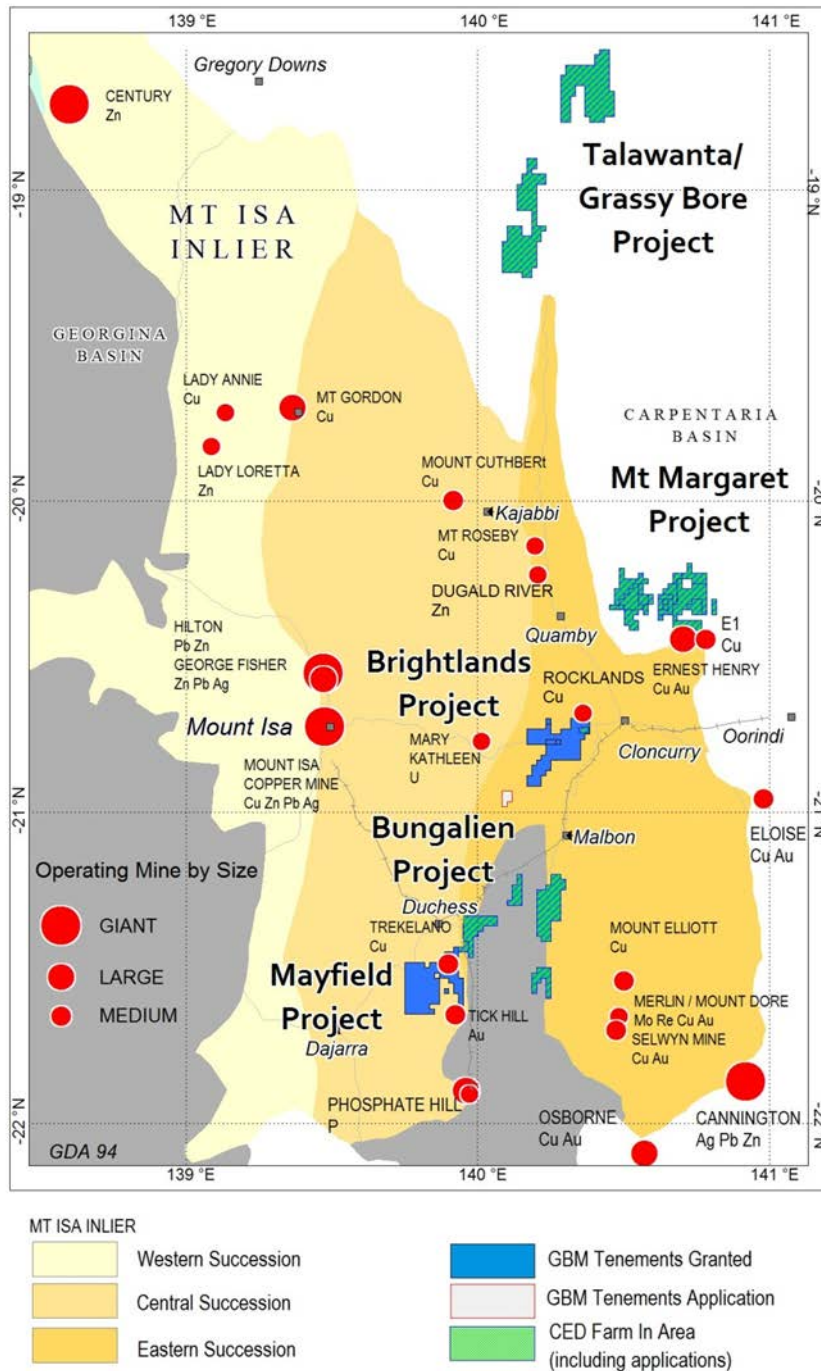 139 °E
140 °E
141 °E
Gregory Downs
CENTURY
Zn
Talawanta/
Grassy Bore
Project
-19 °N
-19° N
MT ISA
INLIER
GEORGINA
BASIN
LADY ANNIE
Cu
MT GORDON
Cu
CARPENTARIA
BASIN
LADY LORETTA
Zn
MOUNT CUTHBERt
Cu
Mt Margaret
Project
-20 °N
-20 °N
Kajabbi
MT ROSEBY
Cu
DUGALD RIVER
Zn
HILTON
Pb Zn
GEORGE FISHER
Zn Pb Ag
Quamby
E1
Cu
Brightlands
Project
ROCKLANDS
Cu
ERNEST HENRY
Cu Au
Mount Isa
MARY
KATHLEEN
U
Cloncurry
Oorindi
MOUNT ISA
COPPER MINE
Cu Zn Pb Ag
-21 °N
-21 °N
Bungalien
Project
Malbon
ELOISE
Cu Au
Operating Mine by Size
GIANT
LARGE
MEDIUM
Duchess
TREKELANO
Cu
MOUNT ELLIOTT
Cu
Mayfield
Project
MERLIN / MOUNT DORE
Mo Re Cu Au
TICK HILL
Au
SELWYN MINE
Cu Au
Dajarra
PHOSPHATE HILL
P
OSBORNE
Cu Au
CANNINGTON
Ag Pb Zn
-22 °N
-22 °N
GDA 94
139 °E
140 °E
141 °E
MT ISA INLIER
Western Succession
Central Succession
Eastern Succession
GBM Tenements Granted
GBM Tenements Application
CED Farm In Area
(including applications)